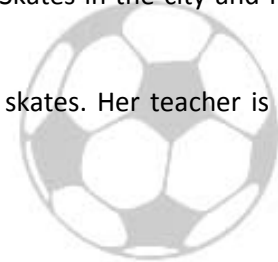 skates in the city and
skates. Her teacher is